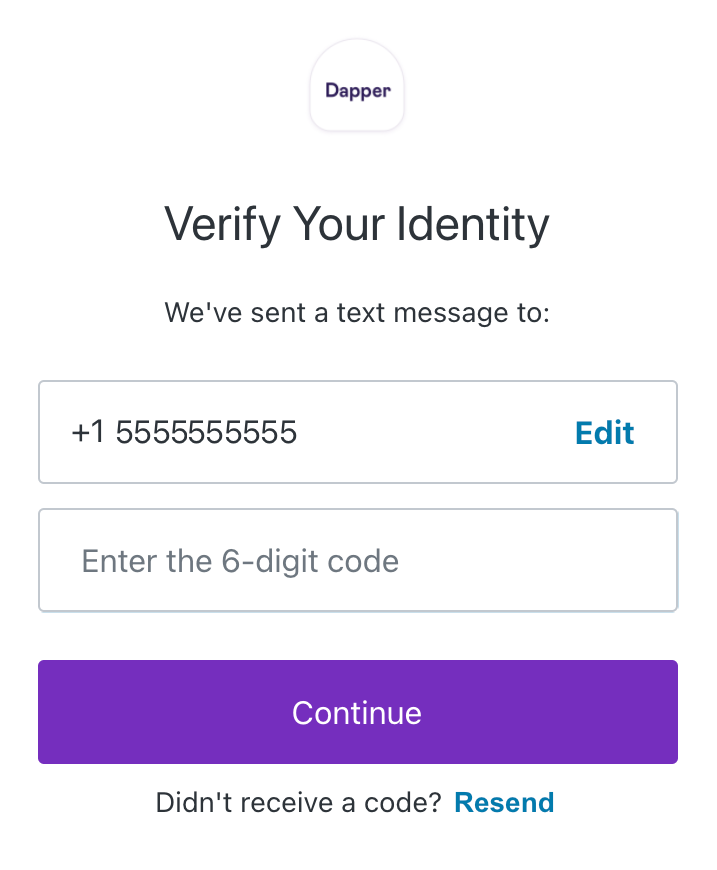 Dapper
Verify Your Identity
We've sent a text message to:
+1 5555555555 Edit
Enter the 6-digit code
Continue
Didn't receive a code? Resend